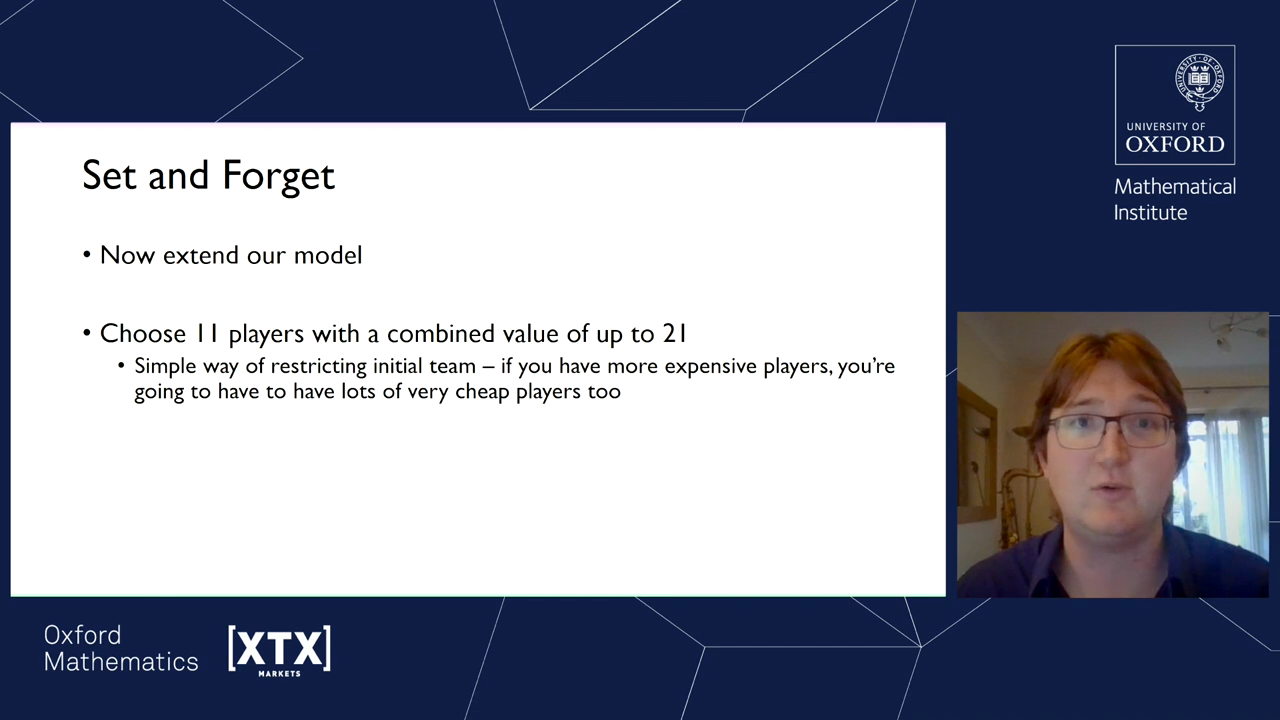 UNIVERSITY OF
OXFORD
Mathematical
Institute
Set and Forget
• Now extend our model
• Choose 11 players with a combined value of up to 21
• Simple way of restricting initial team – if you have more expensive players, you’re
going to have to have lots of very cheap players too
Oxford
Mathematics
[XTX]
MARKETS